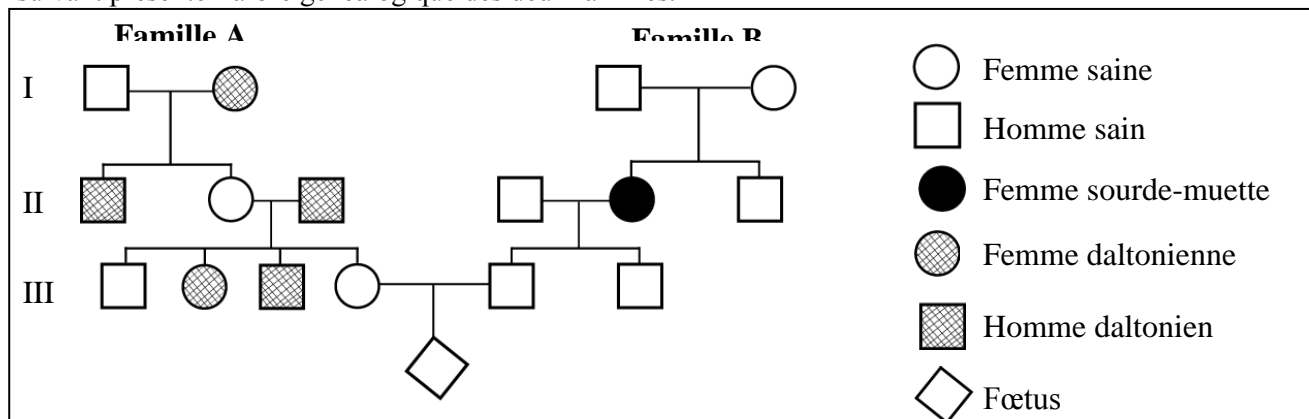 Famille A
Famille B
I
II
III
Femme saine
Homme sain
Femme sourde-muette
Femme daltonienne
Homme daltonien
Fœtus